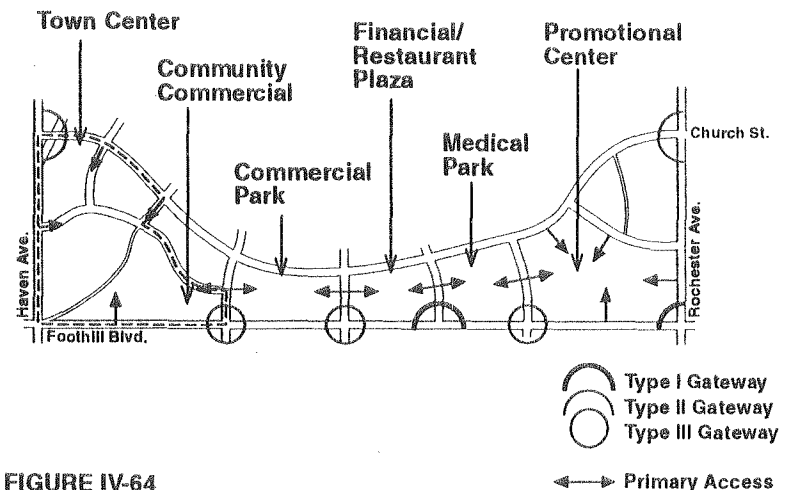 Town Center
Community
Commercial
Commercial
Park
Financial/
Restaurant
Plaza
Medical
Park
Promotional
Center
Church St.
Haven Ave.
Rochester Ave.
Foothill Blvd.
Type I Gateway
Type II Gateway
Type III Gateway
Primary Access
FIGURE IV-64